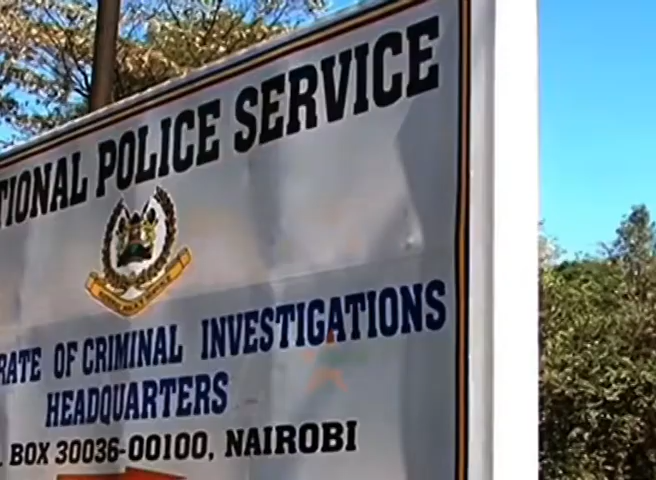 TIONAL POLICE SERVICE
RATE OF CRIMINAL INVESTIGATIONS
HEADQUARTERS
. BOX 30036-00100, NAIROBI